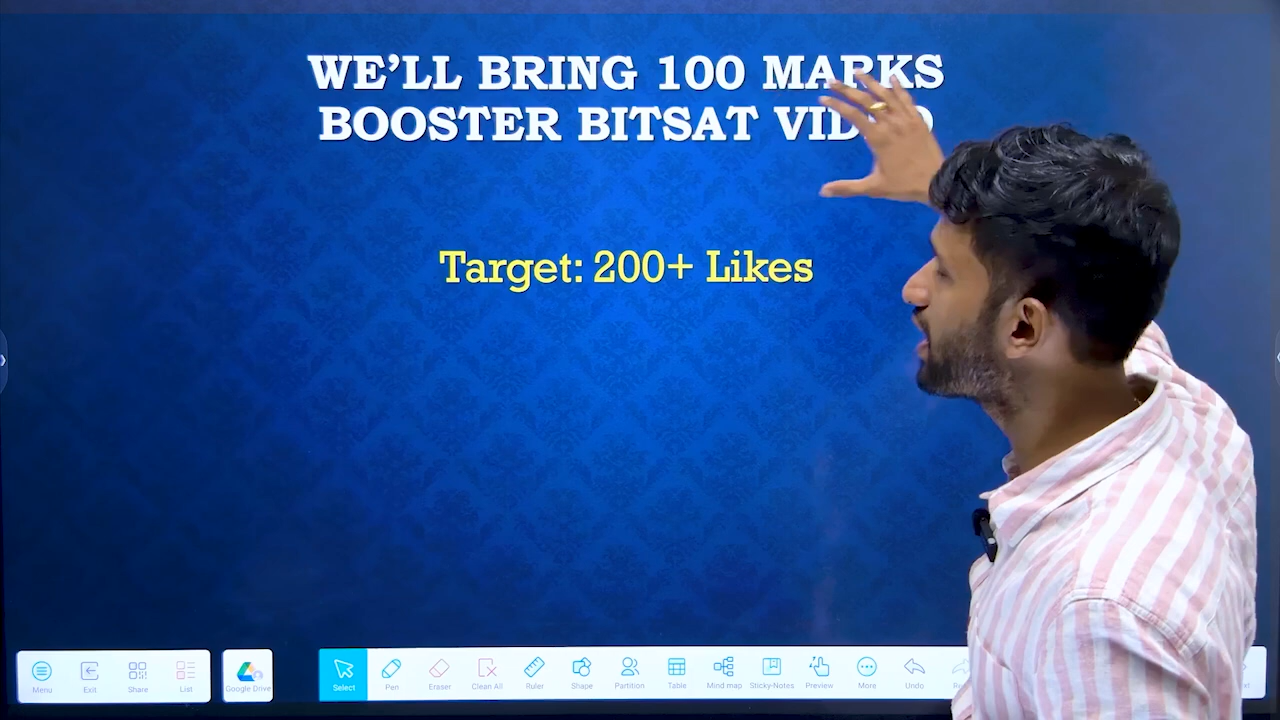 WE’LL BRING 100 MARKS
BOOSTER BITSAT
Target: 200+ Likes
Menu
Exit
Share
List
Google Drive
Select
Pen
Eraser
Clean All
Ruler
Shape
Partition
Table
Mind map
Sticky-Notes
Preview
More
Undo